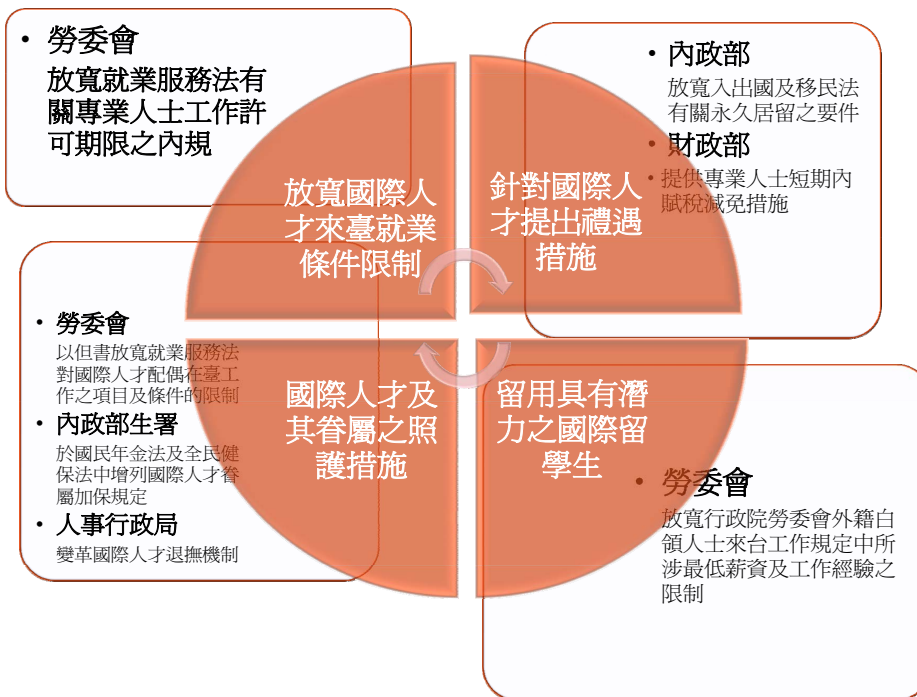 • 勞委會
放寬就業服務法有
關專業人士工作許
可期限之內規
• 內政部
放寬入出國及移民法
有關永久居留之要件
• 財政部
• 提供專業人士短期內
賦稅減免措施
放寬國際人
才來臺就業
條件限制
針對國際人
才提出禮遇
措施
• 勞委會
以但書放寬就業服務法
對國際人才配偶在臺工
作之項目及條件的限制
• 內政部生署
於國民年金法及全民健
保法中增列國際人才眷
屬加保規定
• 人事行政局
變革國際人才退撫機制
國際人才及
其眷屬之照
護措施
留用具有潛
力之國際留
學生
• 勞委會
放寬行政院勞委會外籍白
領人士來台工作規定中所
涉最低薪資及工作經驗之
限制